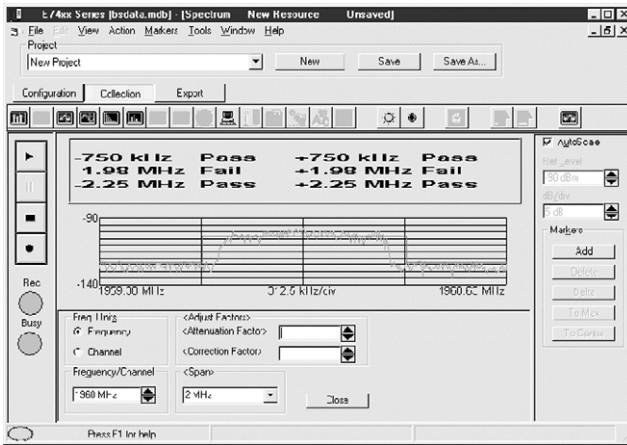 E74xx Series [bsdata.mdb] - [Spectrum New Resource Unsaved]
File Edit View Action Markers Tools Window Help
Project
New Project New Save Save As...
Configuration Collection Export
-750 kHz Pass +750 kHz Pass
-1.98 MHz Fail +1.98 MHz Fail
-2.25 MHz Pass +2.25 MHz Pass
-90
-140
1959.00 MHz 312.5 kHz/div 1960.63 MHz
AutoScale
Ref Level
-90 dBm
dB/div
5 dB
Markers
Add
Delete
Delta
To Max
To Center
Rec
Busy
Freq Units
Frequency
Channel
<Adjust Factors>
<Attenuation Factor>
<Correction Factor>
Frequency/Channel
1960 MHz
<Span>
2 MHz
Close
Press F1 for help